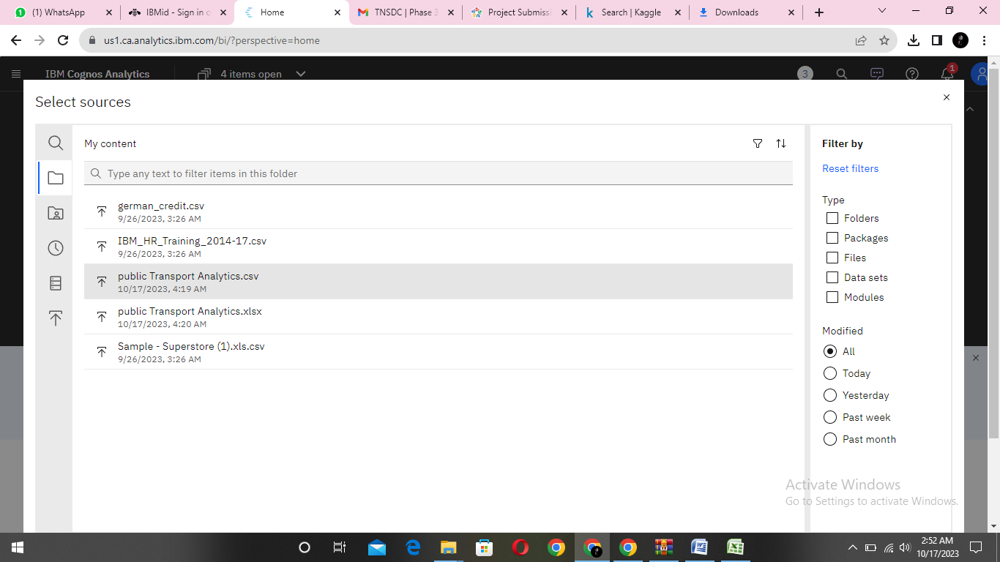 (1) WhatsApp
IBMid - Sign in o
Home
TNSDC | Phase 3
Project Submiss
Search | Kaggle
Downloads
us1.ca.analytics.ibm.com/bi/?perspective=home
IBM Cognos Analytics
4 items open
3
1
Select sources
My content
Type any text to filter items in this folder
german_credit.csv
9/26/2023, 3:26 AM
IBM_HR_Training_2014-17.csv
9/26/2023, 3:26 AM
public Transport Analytics.csv
10/17/2023, 4:19 AM
public Transport Analytics.xlsx
10/17/2023, 4:20 AM
Sample - Superstore (1).xls.csv
9/26/2023, 3:26 AM
Filter by
Reset filters
Type
Folders
Packages
Files
Data sets
Modules
Modified
All
Today
Yesterday
Past week
Past month
Activate Windows
Go to Settings to activate Windows.
2:52 AM
10/17/2023